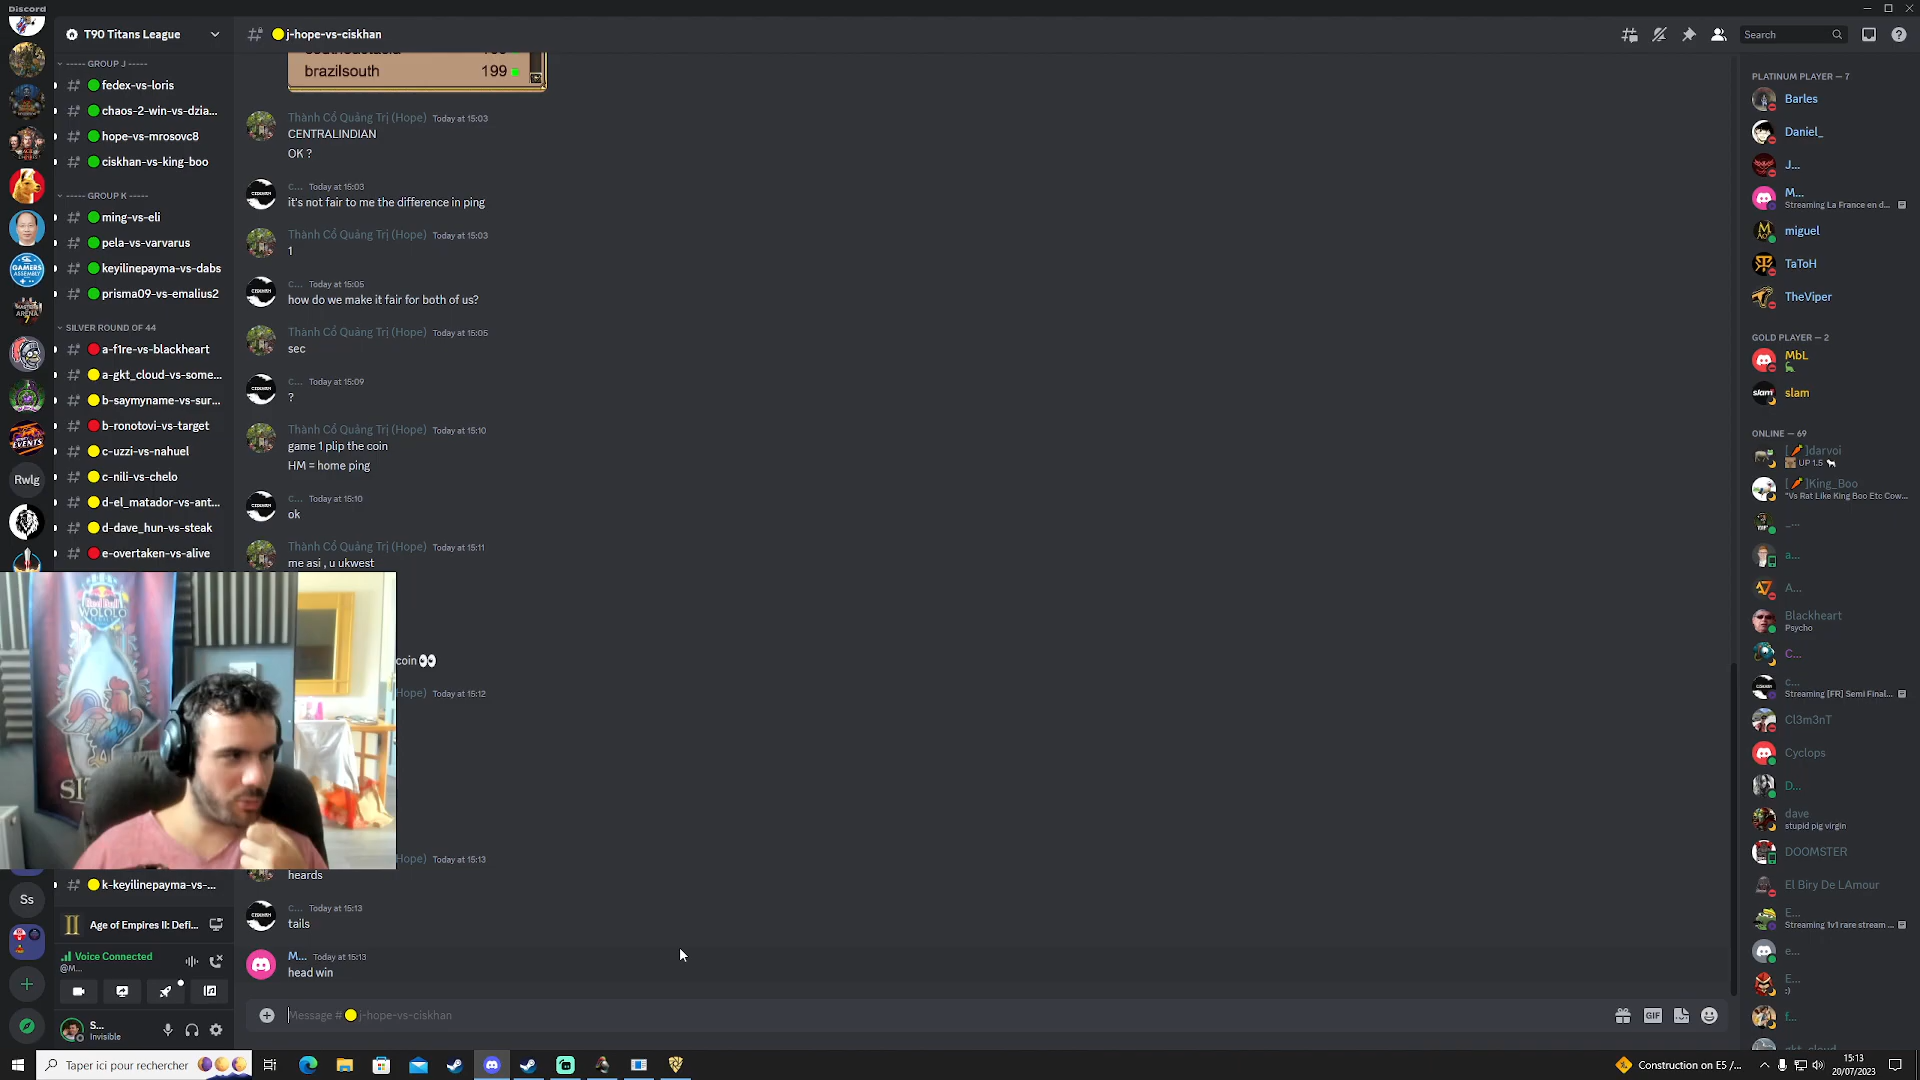 Discord
T90 Titans League
j-hope-vs-ciskhan
Search
----- GROUP J -----
fedex-vs-loris
chaos-2-win-vs-dzia...
hope-vs-mrosovc8
ciskhan-vs-king-boo
----- GROUP K -----
ming-vs-eli
pela-vs-varvarus
keyilinepayma-vs-dabs
prisma09-vs-emalius2
SILVER ROUND OF 44
a-f1re-vs-blackheart
a-gkt_cloud-vs-some...
b-saymyname-vs-sur...
b-ronotovi-vs-target
c-uzzi-vs-nahuel
c-nili-vs-chelo
d-el_matador-vs-ant...
d-dave_hun-vs-steak
e-overtaken-vs-alive
k-keyilinepayma-vs-...
Rwlg
Ss
GAMERS
ASSEMBLY
EVENTS
Age of Empires II: Defi...
Voice Connected
@M...
S...
Invisible
brazilsouth 199
Thành Cổ Quảng Trị (Hope) Today at 15:03
CENTRALINDIAN
OK ?
C... Today at 15:03
it's not fair to me the difference in ping
Thành Cổ Quảng Trị (Hope) Today at 15:03
1
C... Today at 15:05
how do we make it fair for both of us?
Thành Cổ Quảng Trị (Hope) Today at 15:05
sec
C... Today at 15:09
?
Thành Cổ Quảng Trị (Hope) Today at 15:10
game 1 plip the coin
HM = home ping
C... Today at 15:10
ok
Thành Cổ Quảng Trị (Hope) Today at 15:11
me asi , u ukwest
coin 👀
Hope) Today at 15:12
Hope) Today at 15:13
heards
C... Today at 15:13
tails
M... Today at 15:13
head win
Message # j-hope-vs-ciskhan
GIF
Red Bull
WOLOLO
PLATINUM PLAYER — 7
Barles
Daniel_
J...
M...
Streaming La France en d...
miguel
TaToH
TheViper
GOLD PLAYER — 2
MbL
slam
slam
ONLINE — 69
[🥕]darvoi
UP 1.5
[🥕]King_Boo
"Vs Rat Like King Boo Etc Cow...
_...
a...
A...
Blackheart
Psycho
C...
c...
Streaming [FR] Semi Final...
Cl3m3nT
Cyclops
D...
dave
stupid pig virgin
DOOMSTER
El Biry De LAmour
E...
Streaming 1v1 rare stream ...
e...
E...
:)
f...
gkt_cloud
Taper ici pour rechercher
Construction on E5 /...
15:13
20/07/2023